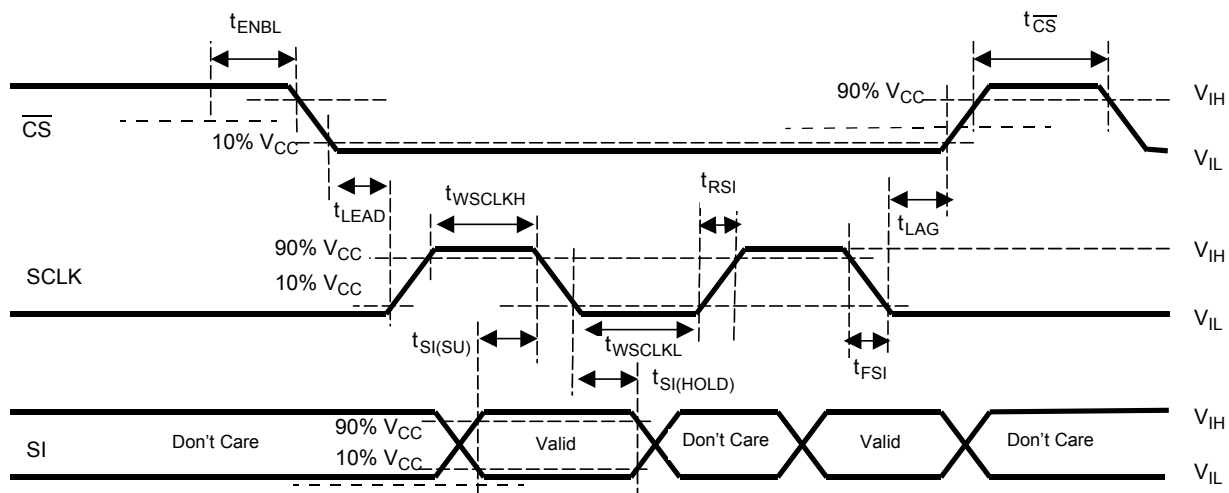 tENBL
tCS
90% VCC
VIH
CS
10% VCC
VIL
tLEAD
tWSCLKH
tRSI
tLAG
90% VCC
VIH
SCLK
10% VCC
VIL
tSI(SU)
tWSCLKL
tFSI
tSI(HOLD)
SI
Don't Care
90% VCC
10% VCC
Valid
Don't Care
Valid
Don't Care
VIH
VIL